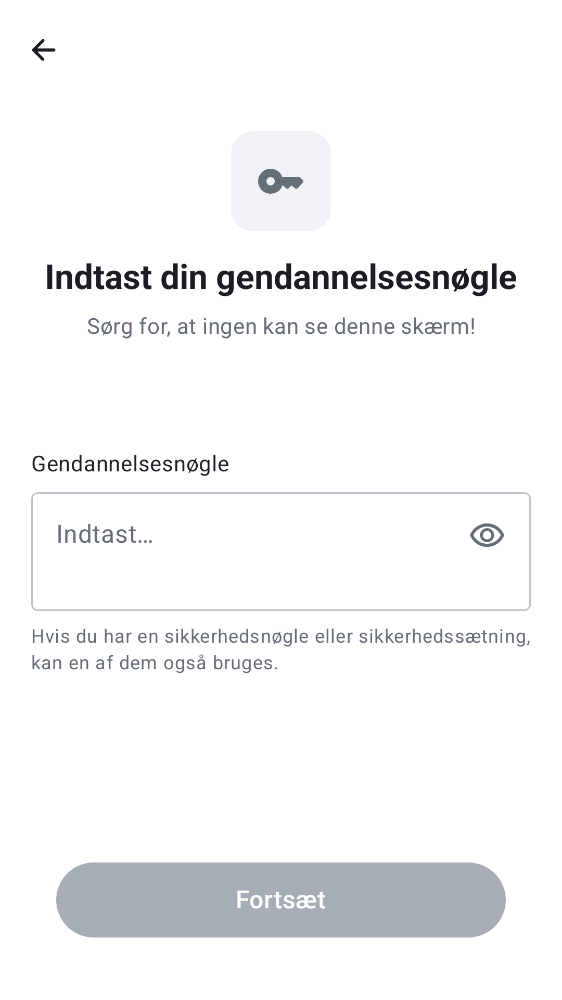 Indtast din gendannelsesnøgle
Sørg for, at ingen kan se denne skærm!
Gendannelsesnøgle
Indtast…
Hvis du har en sikkerhedsnøgle eller sikkerhedssætning,
kan en af dem også bruges.
Fortsæt